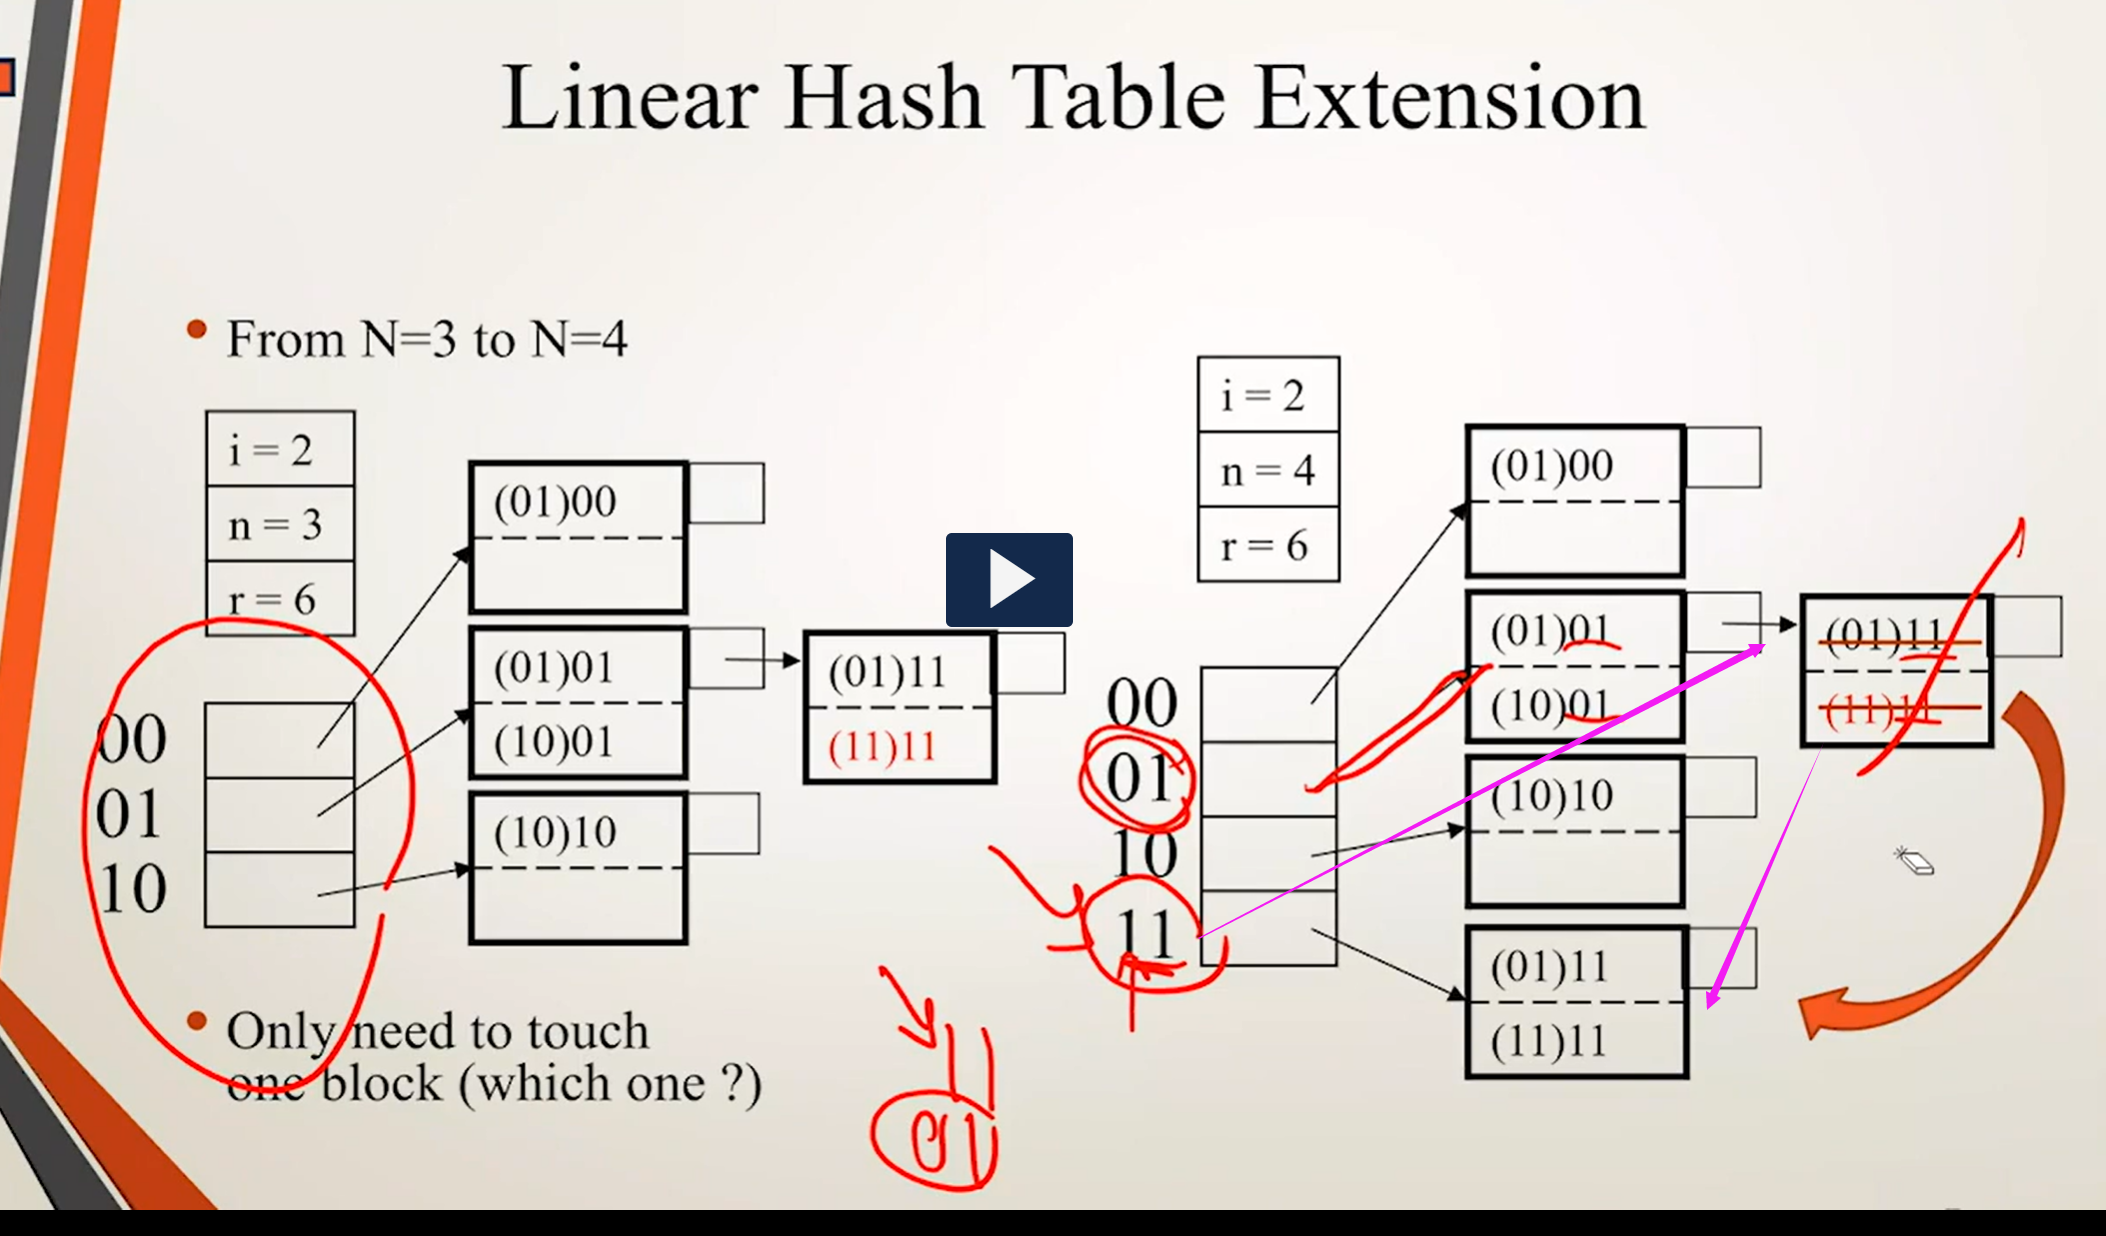 Linear Hash Table Extension
From N=3 to N=4
i = 2
n = 3
r = 6
00
01
10
(01)00
(01)01
(10)01
(10)10
(01)11
(11)11
Only need to touch
one block (which one ?)
11
01
i = 2
n = 4
r = 6
00
01
10
11
(01)00
(01)01
(10)01
(10)10
(01)11
(11)11
(01)11
(11)11